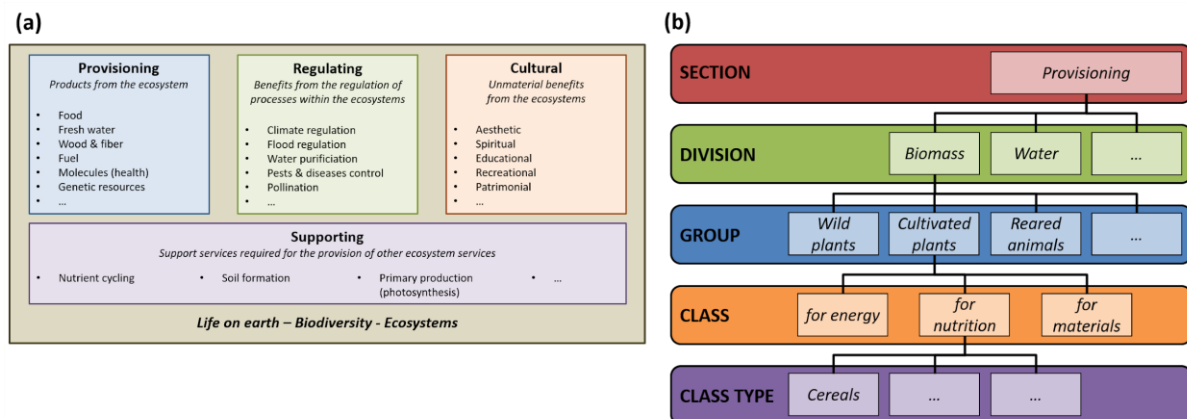 (a)
Provisioning
Products from the ecosystem
• Food
• Fresh water
• Wood & fiber
• Fuel
• Molecules (health)
• Genetic resources
• ...
Regulating
Benefits from the regulation of
processes within the ecosystems
• Climate regulation
• Flood regulation
• Water purificiation
• Pests & diseases control
• Pollination
• ...
Cultural
Unmaterial benefits
from the ecosystems
• Aesthetic
• Spiritual
• Educational
• Recreational
• Patrimonial
• ...
Supporting
Support services required for the provision of other ecosystem services
• Nutrient cycling
• Soil formation
• Primary production
(photosynthesis)
• ...
Life on earth – Biodiversity - Ecosystems
(b)
SECTION
Provisioning
DIVISION
Biomass
Water
...
GROUP
Wild
plants
Cultivated
plants
Reared
animals
...
CLASS
for energy
for
nutrition
for
materials
CLASS TYPE
Cereals
...
...